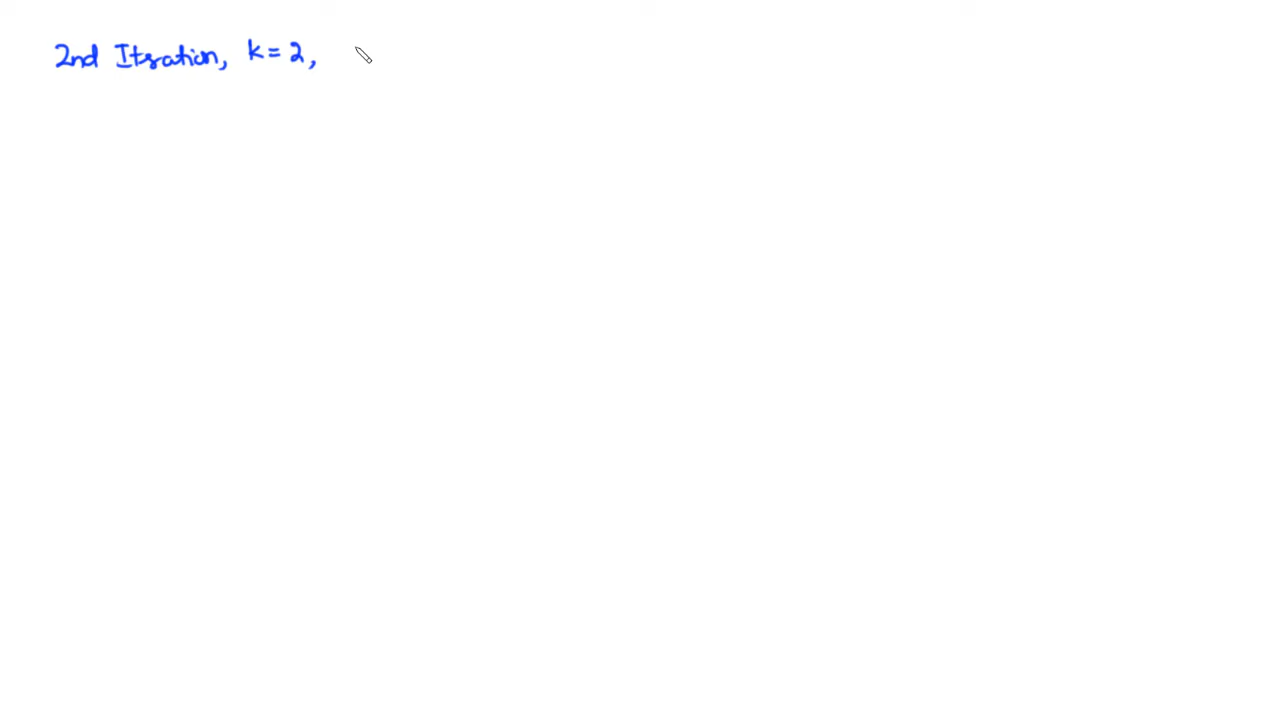 2nd Iteration, k = 2,